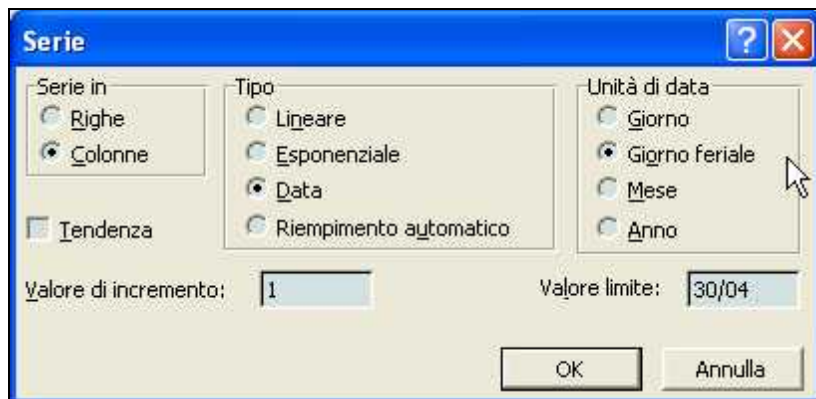 Serie
Serie in
Righe
Colonne
Tendenza
Tipo
Lineare
Esponenziale
Data
Riempimento automatico
Unità di data
Giorno
Giorno feriale
Mese
Anno
Valore di incremento: 1
Valore limite: 30/04
OK
Annulla